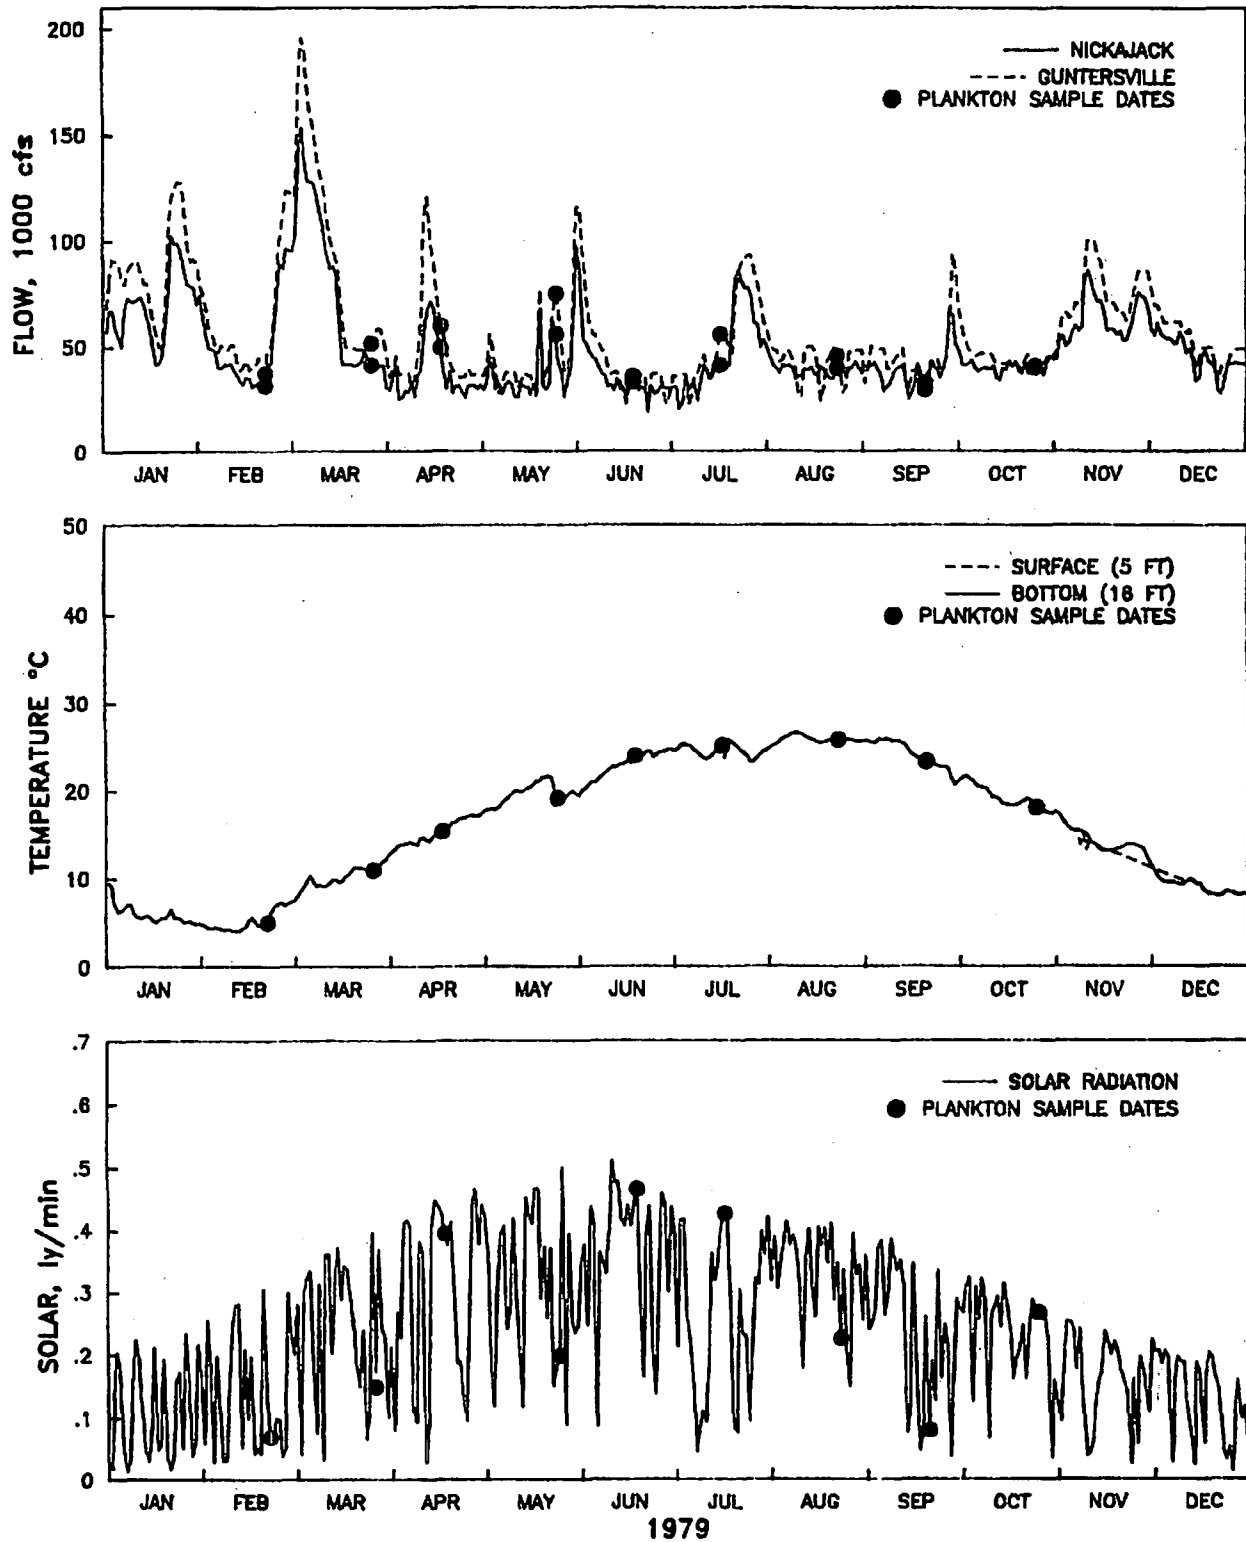 200
150
100
50
0
FLOW, 1000 cfs
NICKAJACK
GUNTERSVILLE
PLANKTON SAMPLE DATES
JAN FEB MAR APR MAY JUN JUL AUG SEP OCT NOV DEC
50
40
30
20
10
0
TEMPERATURE °C
SURFACE (5 FT)
BOTTOM (16 FT)
PLANKTON SAMPLE DATES
JAN FEB MAR APR MAY JUN JUL AUG SEP OCT NOV DEC
.7
.6
.5
.4
.3
.2
.1
0
SOLAR, ly/min
SOLAR RADIATION
PLANKTON SAMPLE DATES
JAN FEB MAR APR MAY JUN JUL AUG SEP OCT NOV DEC
1979